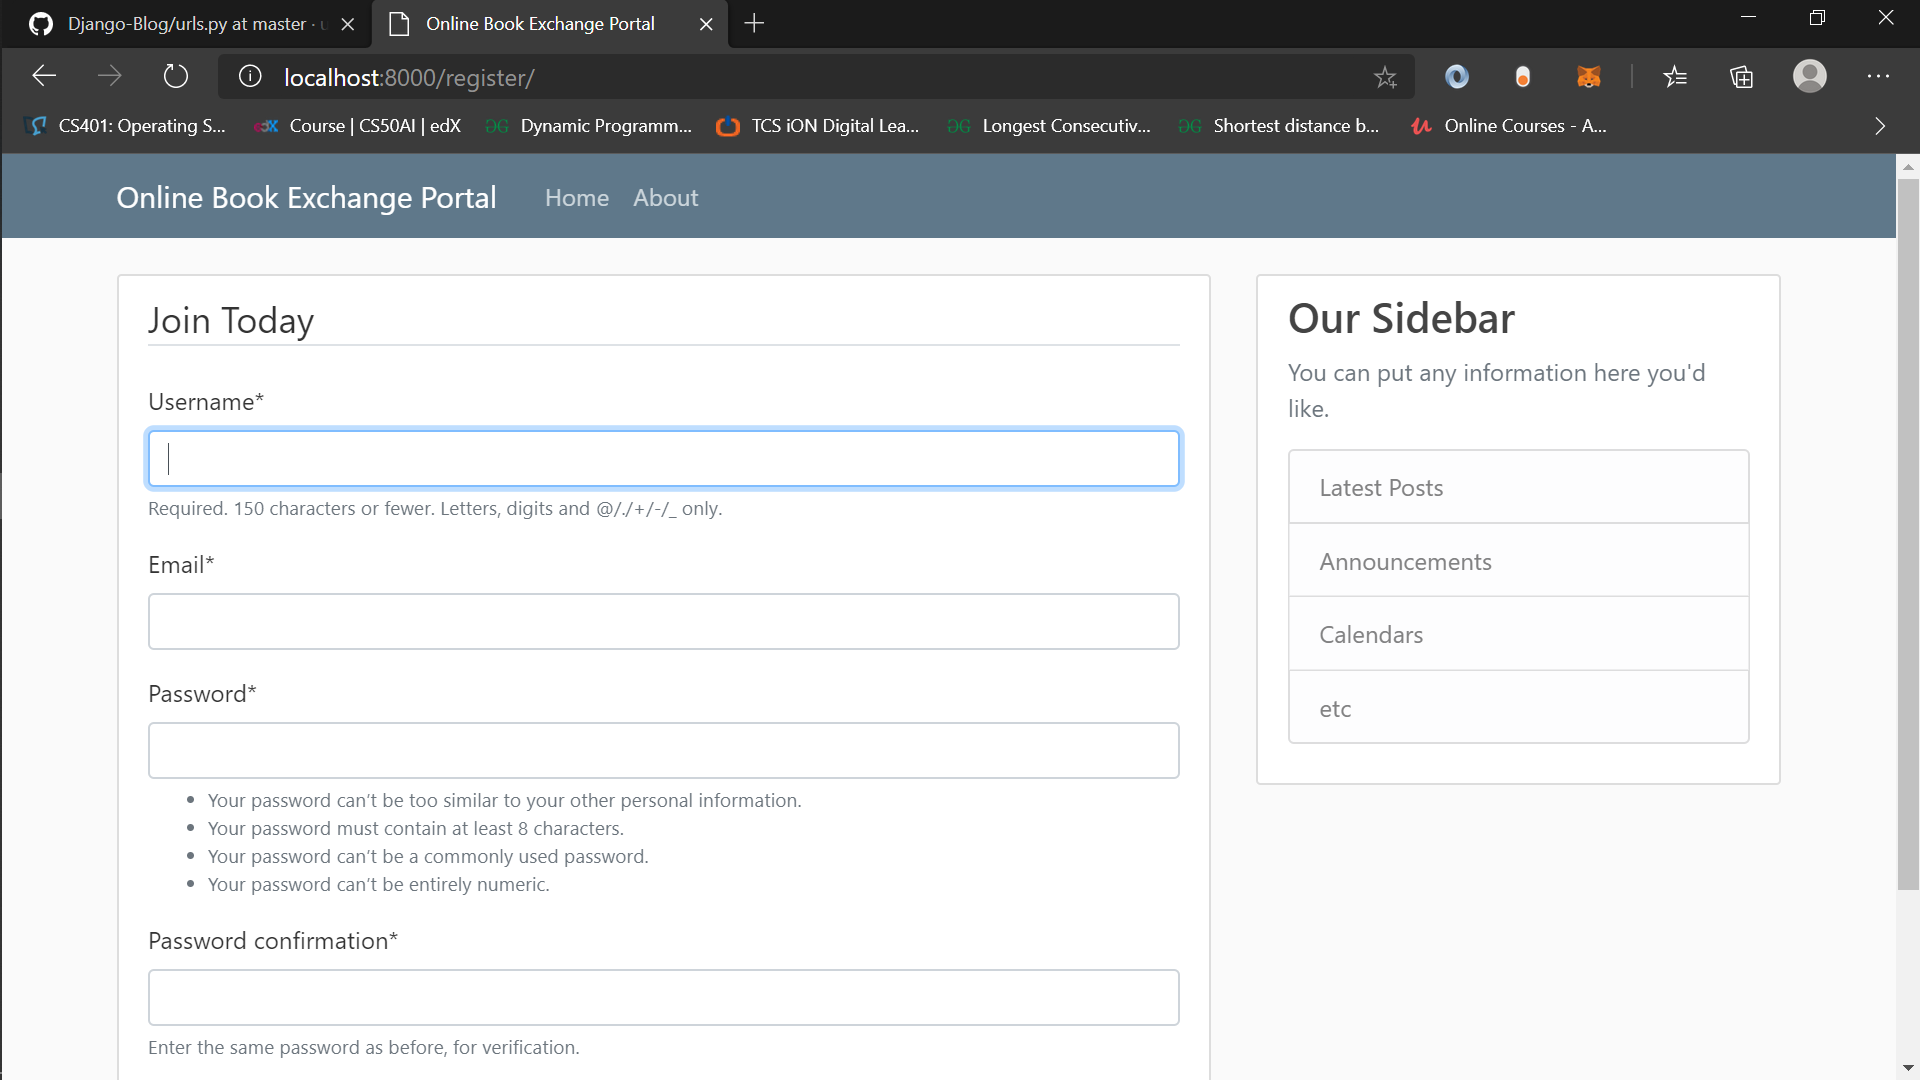 Django-Blog/urls.py at master ·
Online Book Exchange Portal
localhost:8000/register/
CS401: Operating S...
Course | CS50AI | edX
Dynamic Programm...
TCS iON Digital Lea...
Longest Consecutiv...
Shortest distance b...
Online Courses - A...
Online Book Exchange Portal
Home
About
Join Today
Username*
Required. 150 characters or fewer. Letters, digits and @/./+/-/_ only.
Email*
Password*
Your password can't be too similar to your other personal information.
Your password must contain at least 8 characters.
Your password can't be a commonly used password.
Your password can't be entirely numeric.
Password confirmation*
Enter the same password as before, for verification.
Our Sidebar
You can put any information here you'd
like.
Latest Posts
Announcements
Calendars
etc